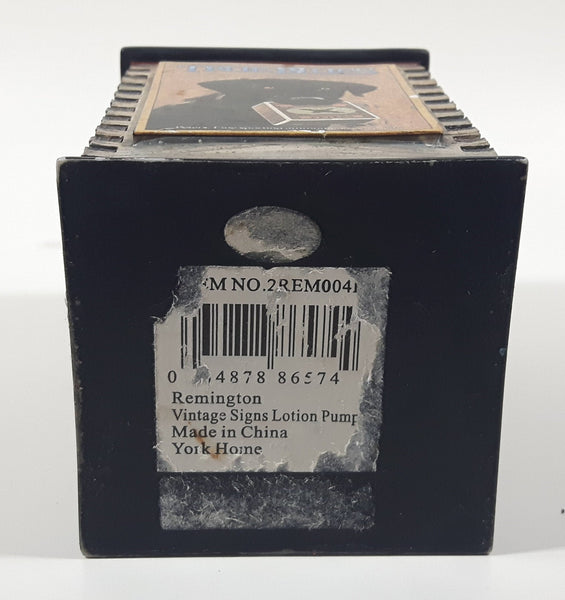 NO.2REM004
0 4878 86574
Remington
Vintage Signs Lotion Pump
Made in China
York Home